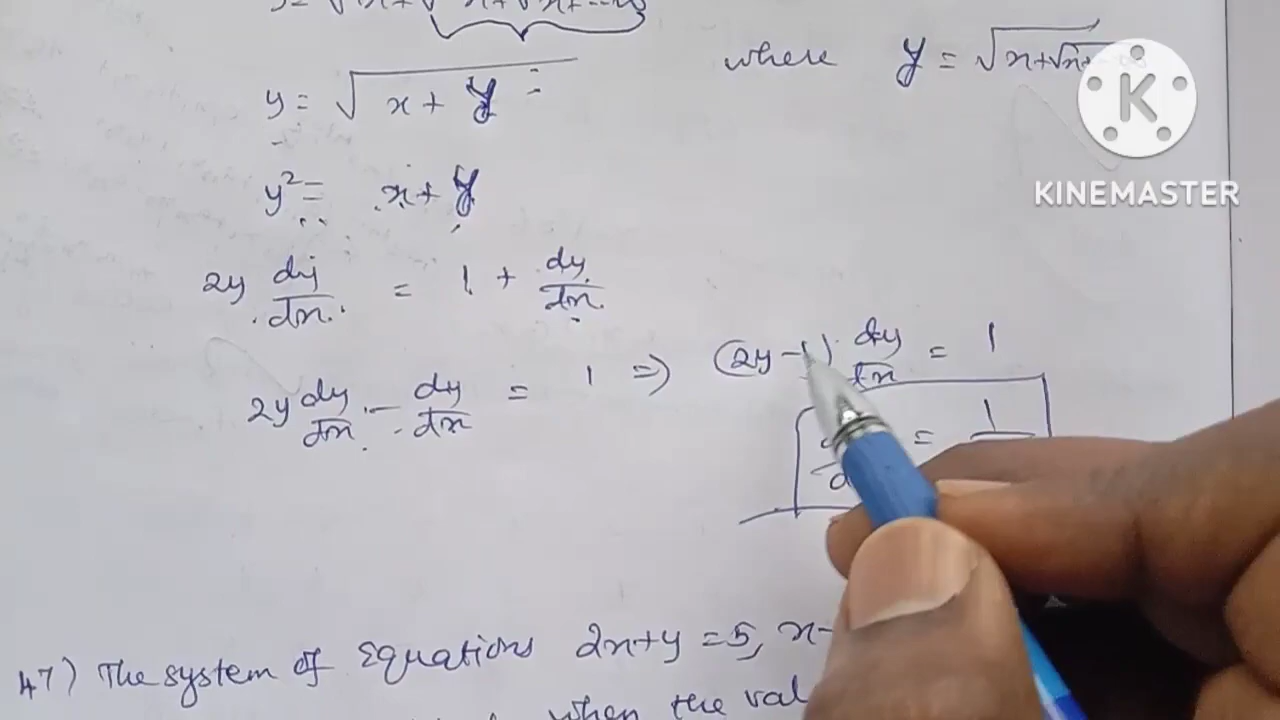 y = √x+√x+√x+...∞
where y = √x+√x+...∞
y = √x + y
y² = x + y
2y dy/dx = 1 + dy/dx
2y dy/dx - dy/dx = 1 => (2y - 1) dy/dx = 1
= 1
47) The system of Equations 2x+y = 5, x-
when the val
K
KINEMASTER